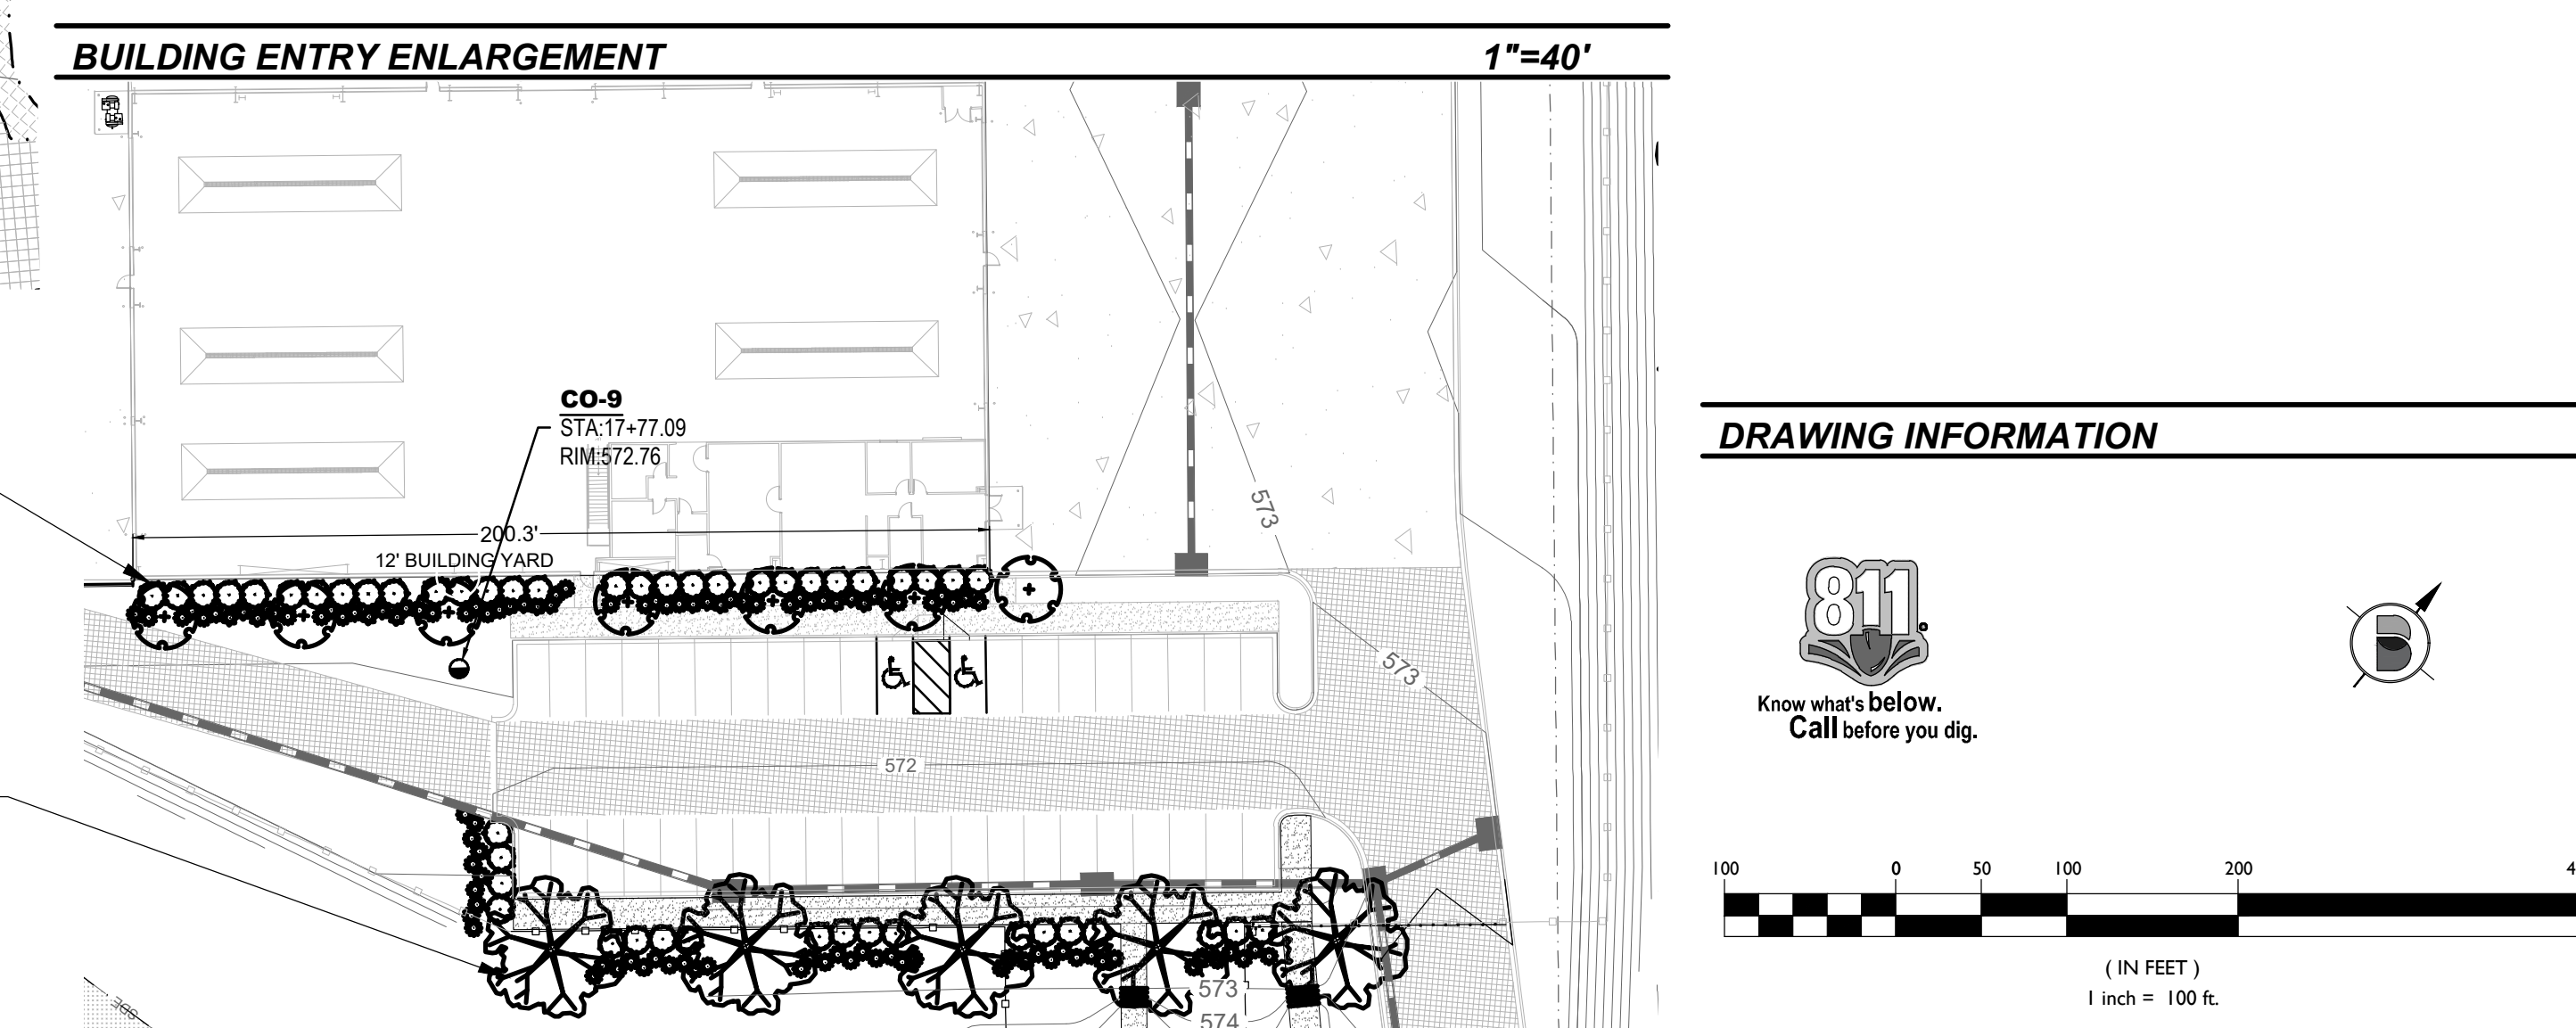 BUILDING ENTRY ENLARGEMENT
1"=40'
CO-9
STA:17+77.09
RIM:572.76
200.3'
12' BUILDING YARD
573
573
572
573
574
SDE
DRAWING INFORMATION
811
Know what's below.
Call before you dig.
100 0 50 100 200
( IN FEET )
1 inch = 100 ft.